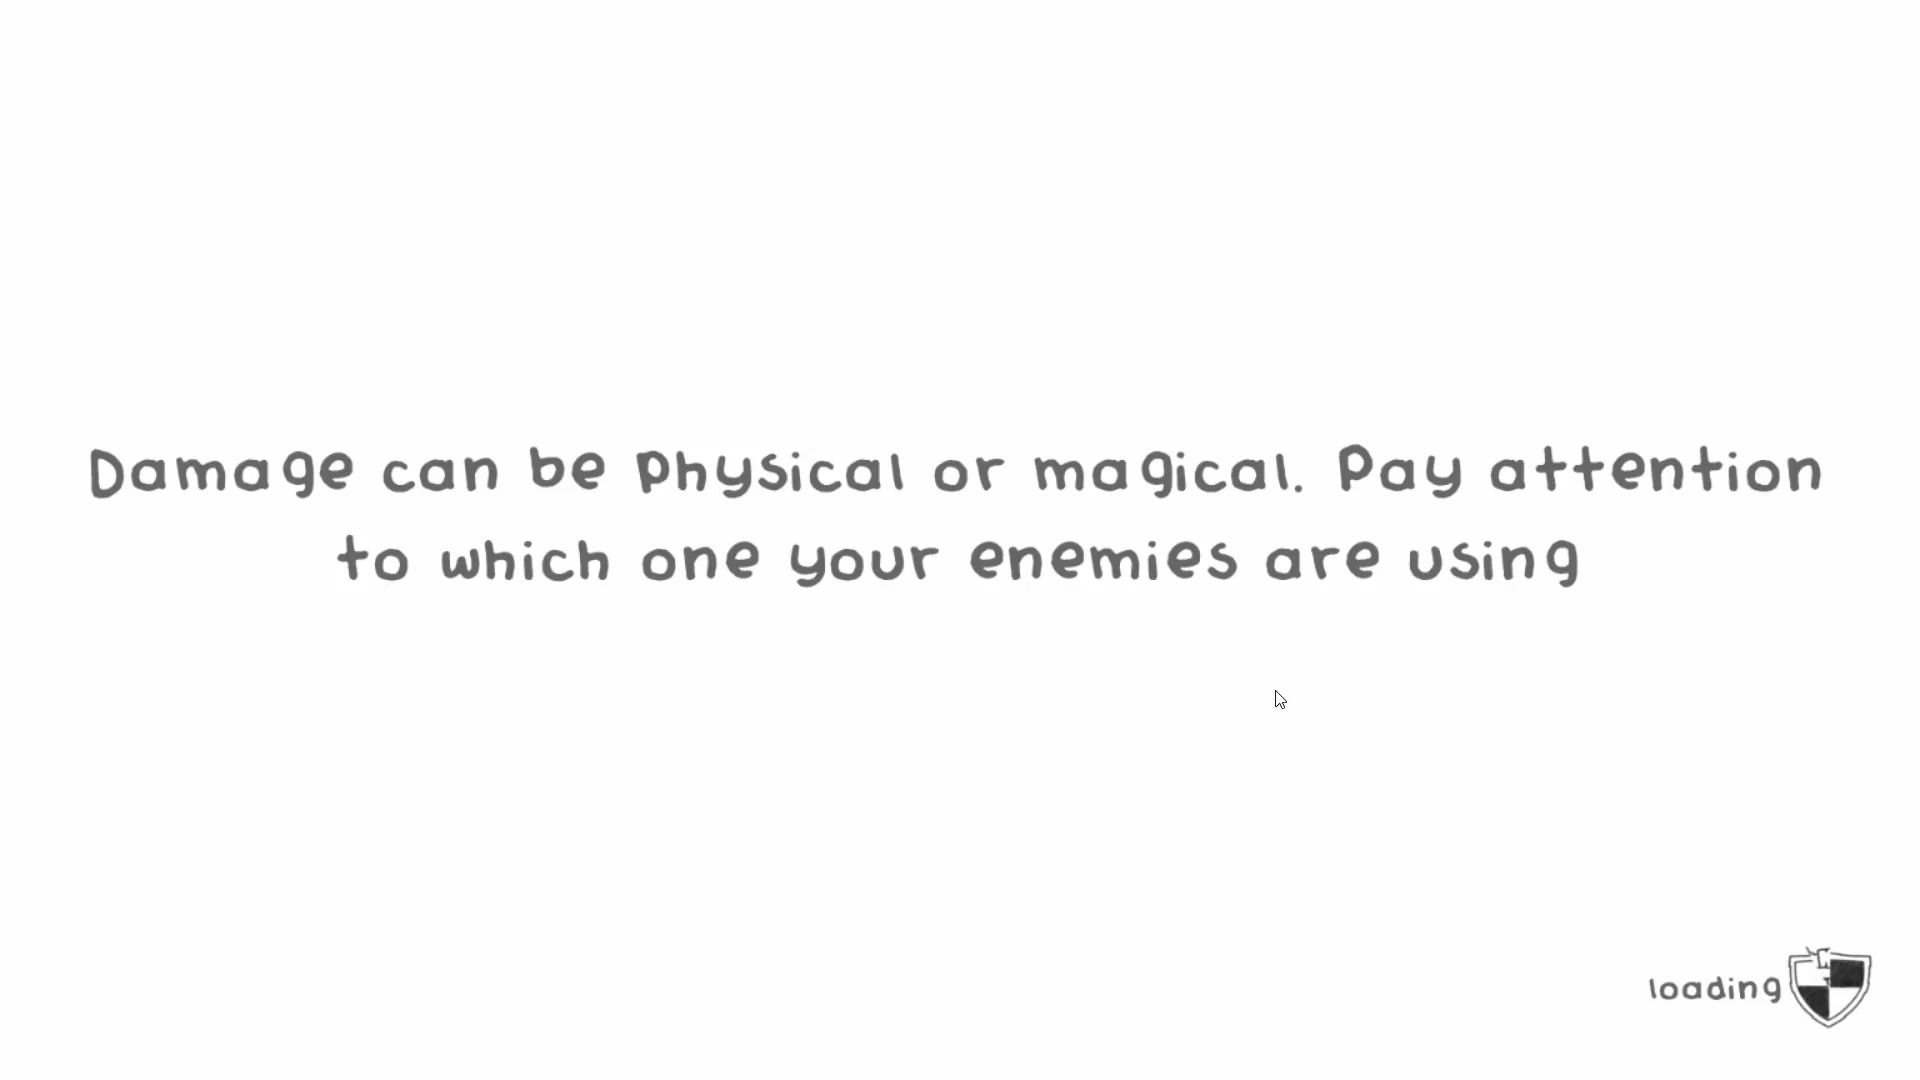 Damage can be physical or magical. Pay attention
to which one your enemies are using
loading